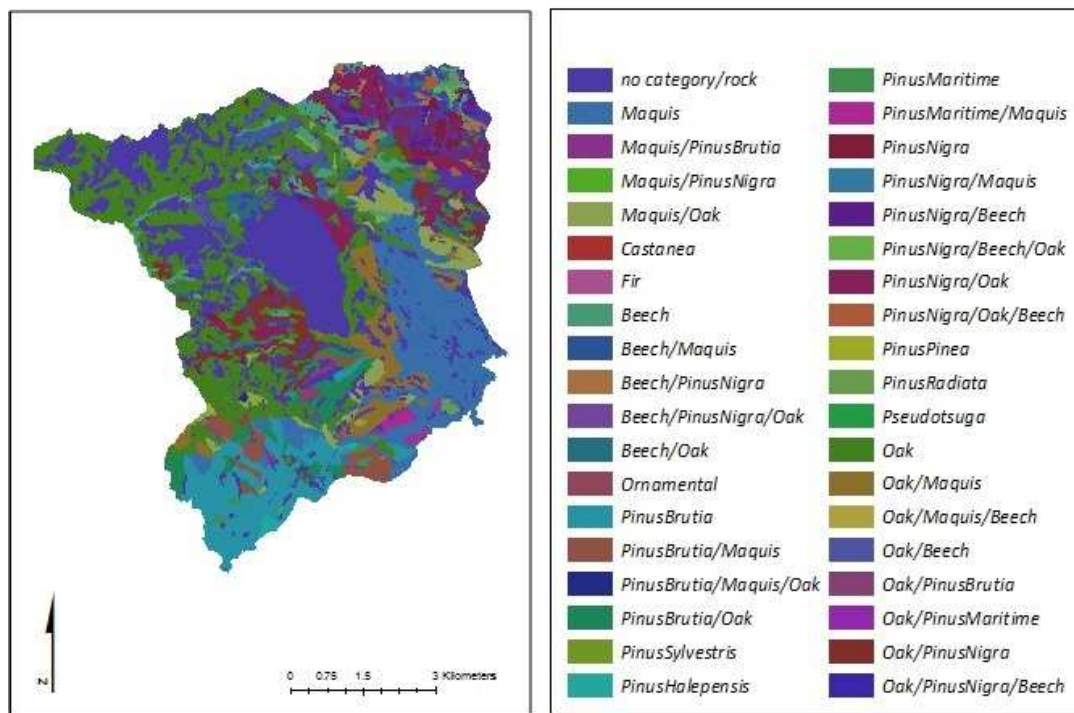 no category/rock
Maquis
Maquis/PinusBrutia
Maquis/PinusNigra
Maquis/Oak
Castanea
Fir
Beech
Beech/Maquis
Beech/PinusNigra
Beech/PinusNigra/Oak
Beech/Oak
Ornamental
PinusBrutia
PinusBrutia/Maquis
PinusBrutia/Maquis/Oak
PinusBrutia/Oak
PinusSylvestris
PinusHalepensis
PinusMaritime
PinusMaritime/Maquis
PinusNigra
PinusNigra/Maquis
PinusNigra/Beech
PinusNigra/Beech/Oak
PinusNigra/Oak
PinusNigra/Oak/Beech
PinusPinea
PinusRadiata
Pseudotsuga
Oak
Oak/Maquis
Oak/Maquis/Beech
Oak/Beech
Oak/PinusBrutia
Oak/PinusMaritime
Oak/PinusNigra
Oak/PinusNigra/Beech
N
0 0.75 1.5 3 Kilometers